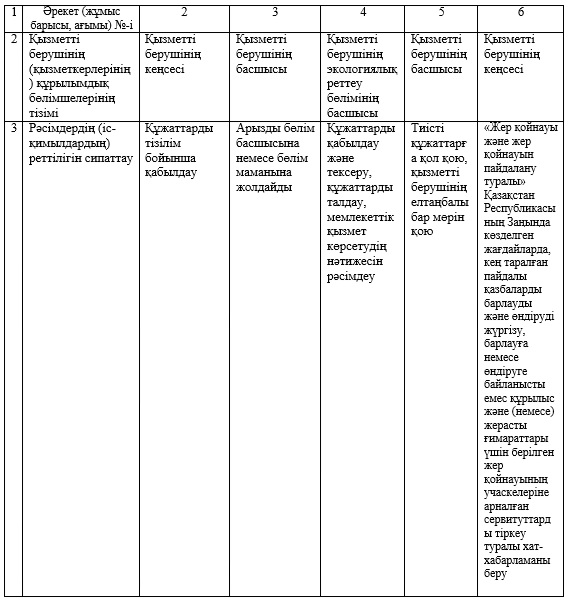 1
Әрекет (жұмыс
барысы, ағымы) №-і
2
3
4
5
6
2
Қызметті
берушінің
(қызметкерлерінің
) құрылымдық
бөлімшелерінің
тізімі
Қызметті
берушінің
кеңсесі
Қызметті
берушінің
басшысы
Қызметті
берушінің
экологиялық
реттеу
бөлімінің
басшысы
Қызметті
берушінің
басшысы
Қызметті
берушінің
кеңсесі
3
Рәсімдердің (іс-
қимылдардың)
реттілігін сипаттау
Құжаттарды
тізілім
бойынша
қабылдау
Арызды бөлім
басшысына
немесе бөлім
маманына
жолдайды
Құжаттарды
қабылдау
және
тексеру,
құжаттарды
талдау,
мемлекеттік
қызмет
көрсетудің
нәтижесін
рәсімдеу
Тиісті
құжаттарғ
а қол қою,
қызметті
берушінің
елтаңбалы
бар мөрін
қою
«Жер қойнауы
және жер
қойнауын
пайдалану
туралы»
Қазақстан
Республикасы
ның Заңында
көзделген
жағдайларда,
кең таралған
пайдалы
қазбаларды
барлауды
және өндіруді
жүргізу,
барлауға
немесе
өндіруге
байланысты
емес құрылыс
және (немесе)
жерасты
ғимараттары
үшін берілген
жер
қойнауының
учаскелеріне
арналған
сервитуттард
ы тіркеу
туралы хат-
хабарламаны
беру